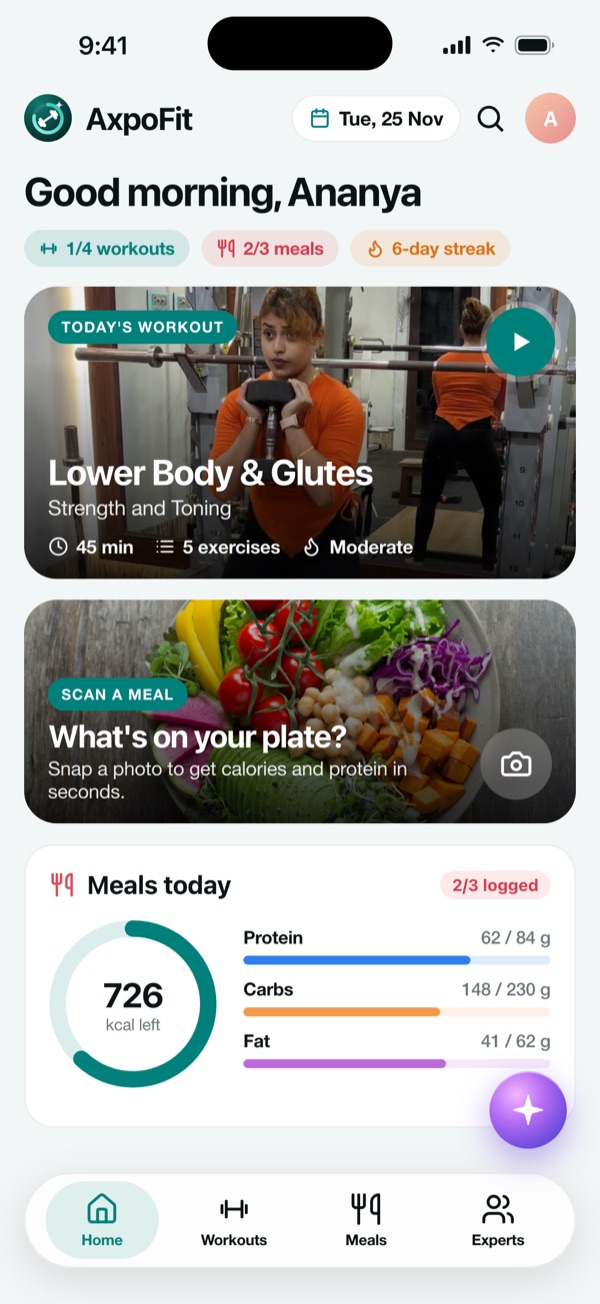 9:41
AxpoFit
Tue, 25 Nov
A
Good morning, Ananya
1/4 workouts
2/3 meals
6-day streak
TODAY'S WORKOUT
Lower Body & Glutes
Strength and Toning
45 min
5 exercises
Moderate
SCAN A MEAL
What's on your plate?
Snap a photo to get calories and protein in
seconds.
Meals today
2/3 logged
726
kcal left
Protein
62 / 84 g
Carbs
148 / 230 g
Fat
41 / 62 g
Home
Workouts
Meals
Experts